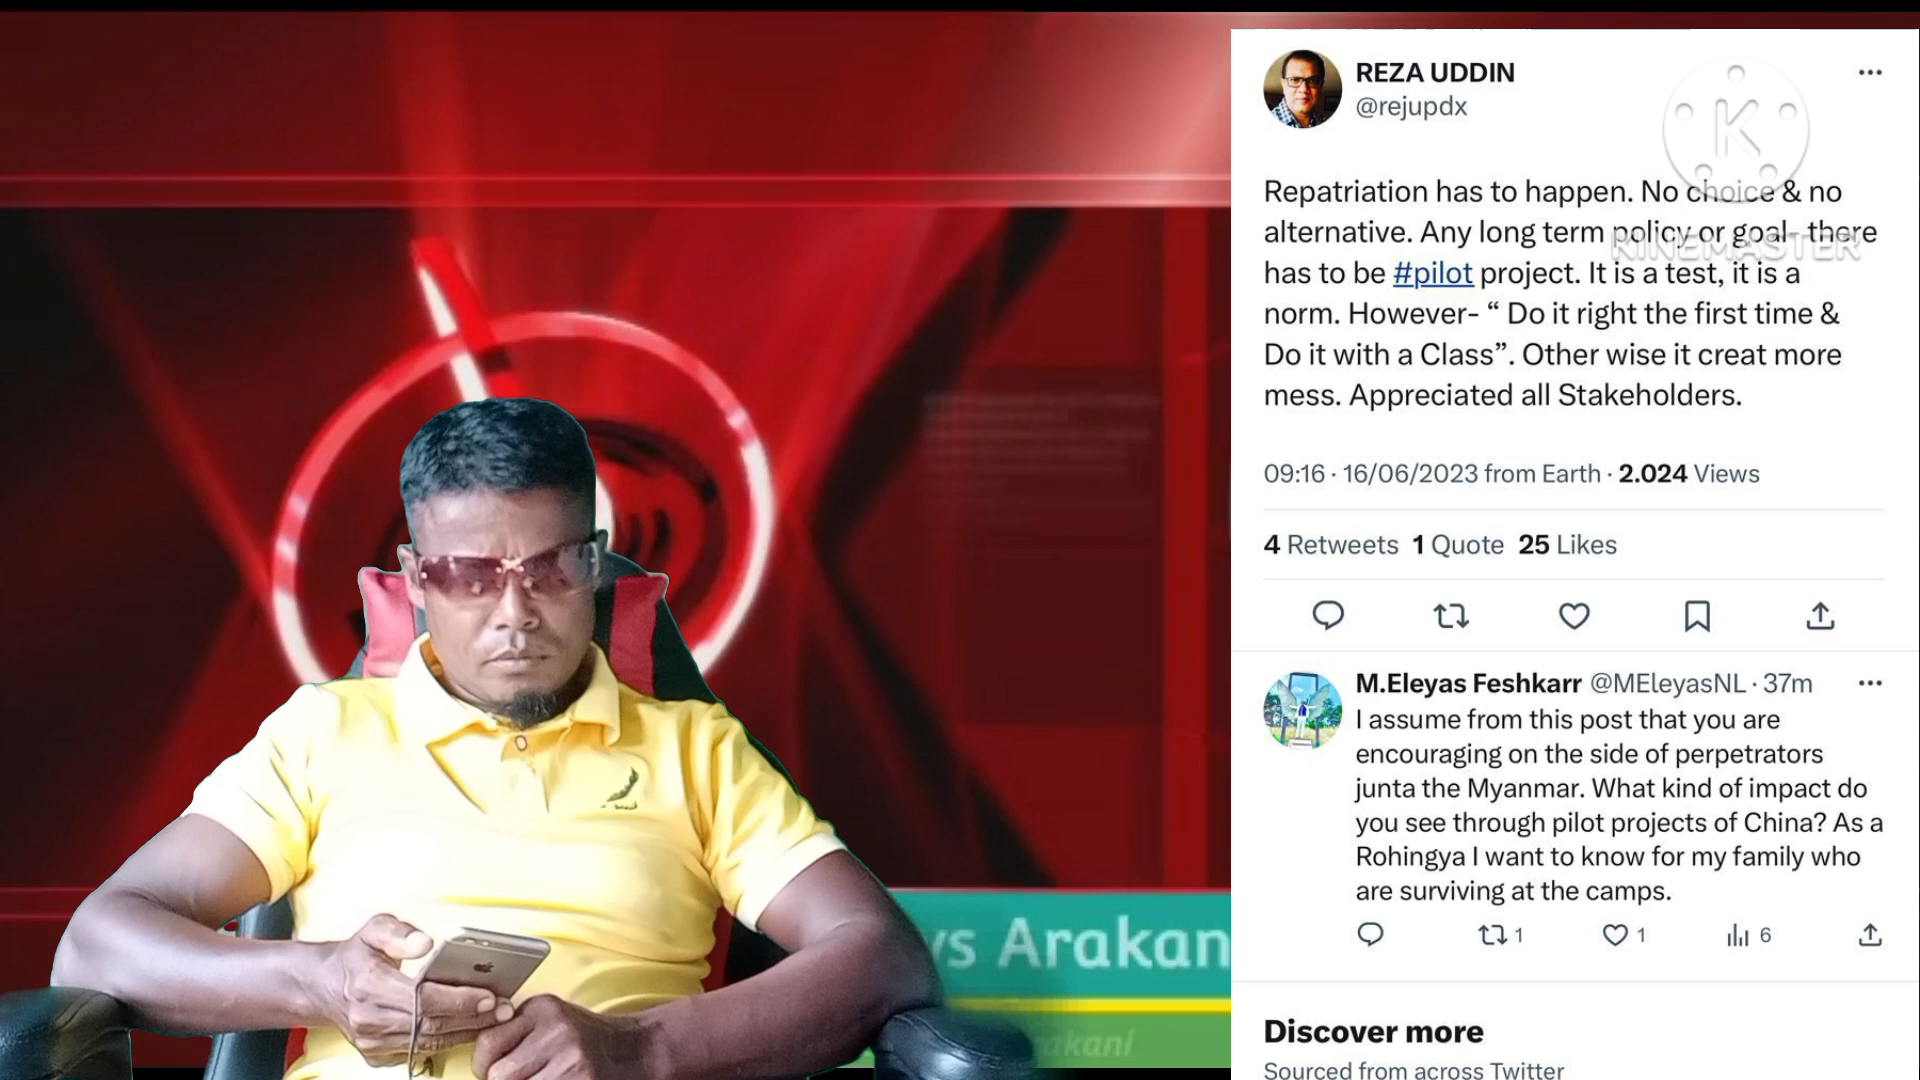 REZA UDDIN
@rejupdx
KINEMASTER
Repatriation has to happen. No choice & no
alternative. Any long term policy or goal- there
has to be #pilot project. It is a test, it is a
norm. However- “ Do it right the first time &
Do it with a Class”. Other wise it creat more
mess. Appreciated all Stakeholders.
09:16 · 16/06/2023 from Earth · 2.024 Views
4 Retweets 1 Quote 25 Likes
M.Eleyas Feshkarr @MEleyasNL · 37m
I assume from this post that you are
encouraging on the side of perpetrators
junta the Myanmar. What kind of impact do
you see through pilot projects of China? As a
Rohingya I want to know for my family who
are surviving at the camps.
1 1 6
Discover more
Sourced from across Twitter
Arakan